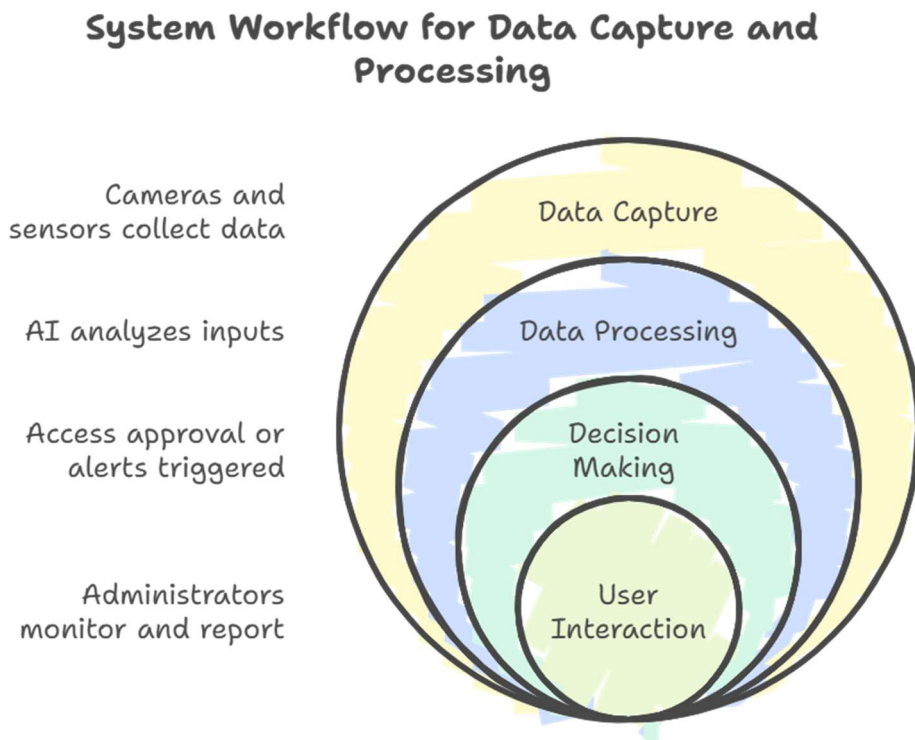 System Workflow for Data Capture and
Processing
Cameras and
sensors collect data
Data Capture
AI analyzes inputs
Data Processing
Access approval or
alerts triggered
Decision
Making
Administrators
monitor and report
User
Interaction